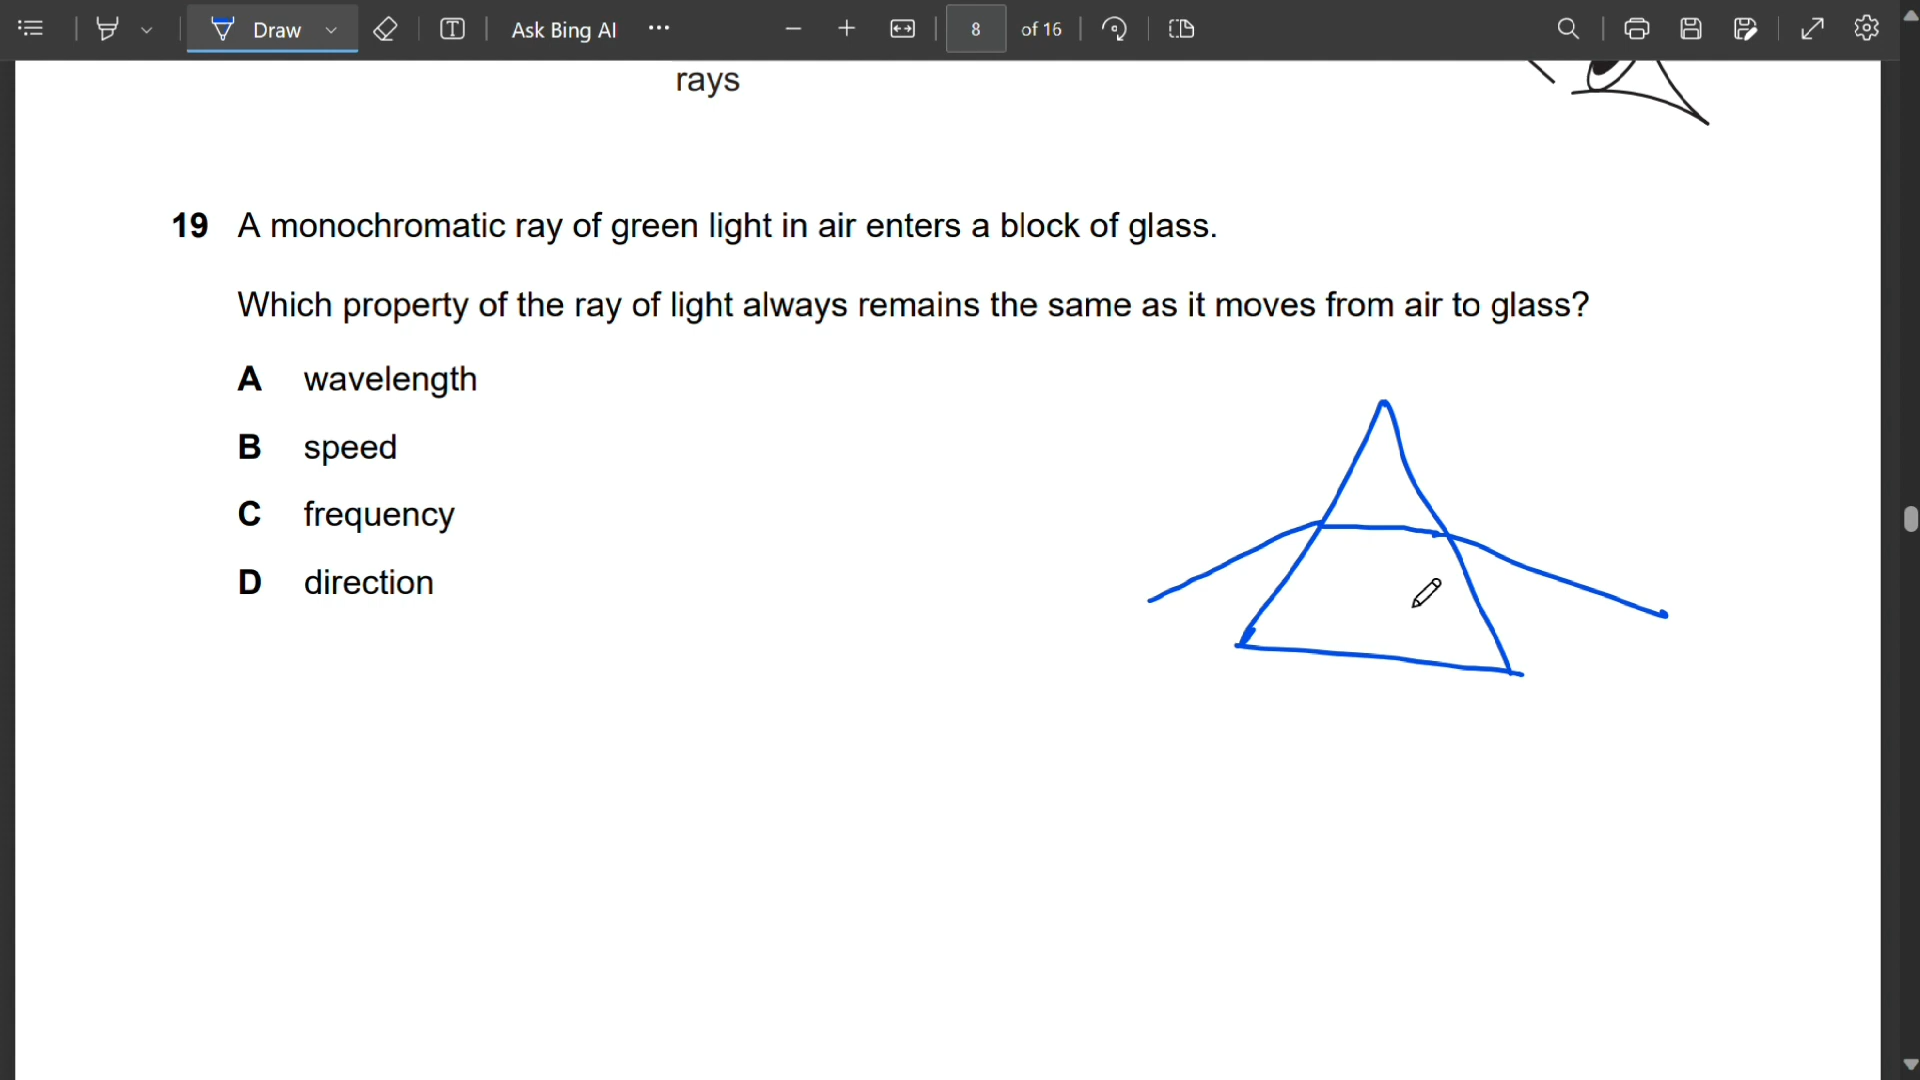 Draw
Ask Bing AI
8 of 16
rays
19 A monochromatic ray of green light in air enters a block of glass.
Which property of the ray of light always remains the same as it moves from air to glass?
A wavelength
B speed
C frequency
D direction